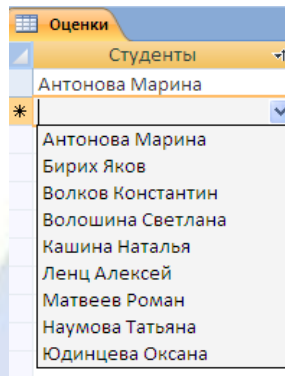 Оценки
Студенты
Антонова Марина
Антонова Марина
Бирих Яков
Волков Константин
Волошина Светлана
Кашина Наталья
Ленц Алексей
Матвеев Роман
Наумова Татьяна
Юдинцева Оксана